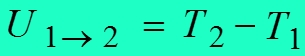 U₁→₂ = T₂ − T₁